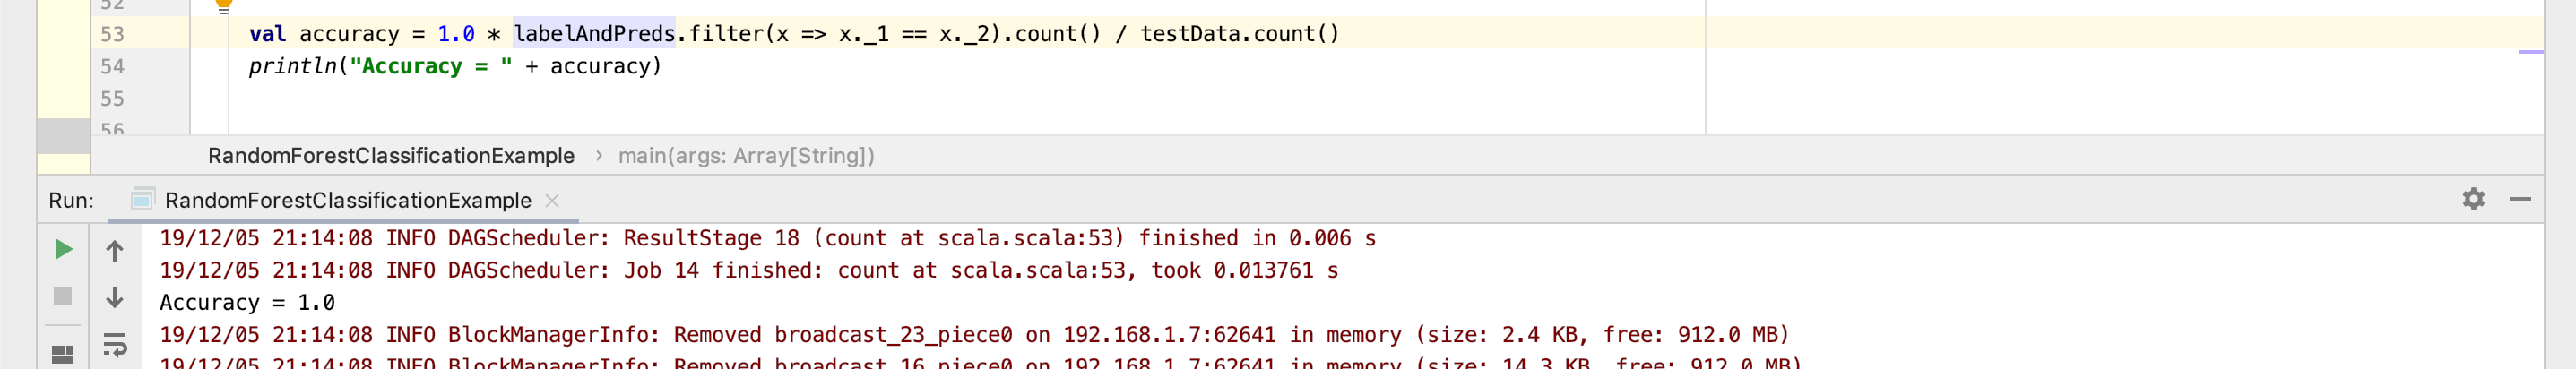 52
53 val accuracy = 1.0 * labelAndPreds.filter(x => x._1 == x._2).count() / testData.count()
54 println("Accuracy = " + accuracy)
55
56
RandomForestClassificationExample › main(args: Array[String])
Run: RandomForestClassificationExample ×
19/12/05 21:14:08 INFO DAGScheduler: ResultStage 18 (count at scala.scala:53) finished in 0.006 s
19/12/05 21:14:08 INFO DAGScheduler: Job 14 finished: count at scala.scala:53, took 0.013761 s
Accuracy = 1.0
19/12/05 21:14:08 INFO BlockManagerInfo: Removed broadcast_23_piece0 on 192.168.1.7:62641 in memory (size: 2.4 KB, free: 912.0 MB)
19/12/05 21:14:08 INFO BlockManagerInfo: Removed broadcast_16_piece0 on 192.168.1.7:62641 in memory (size: 14.3 KB, free: 912.0 MB)